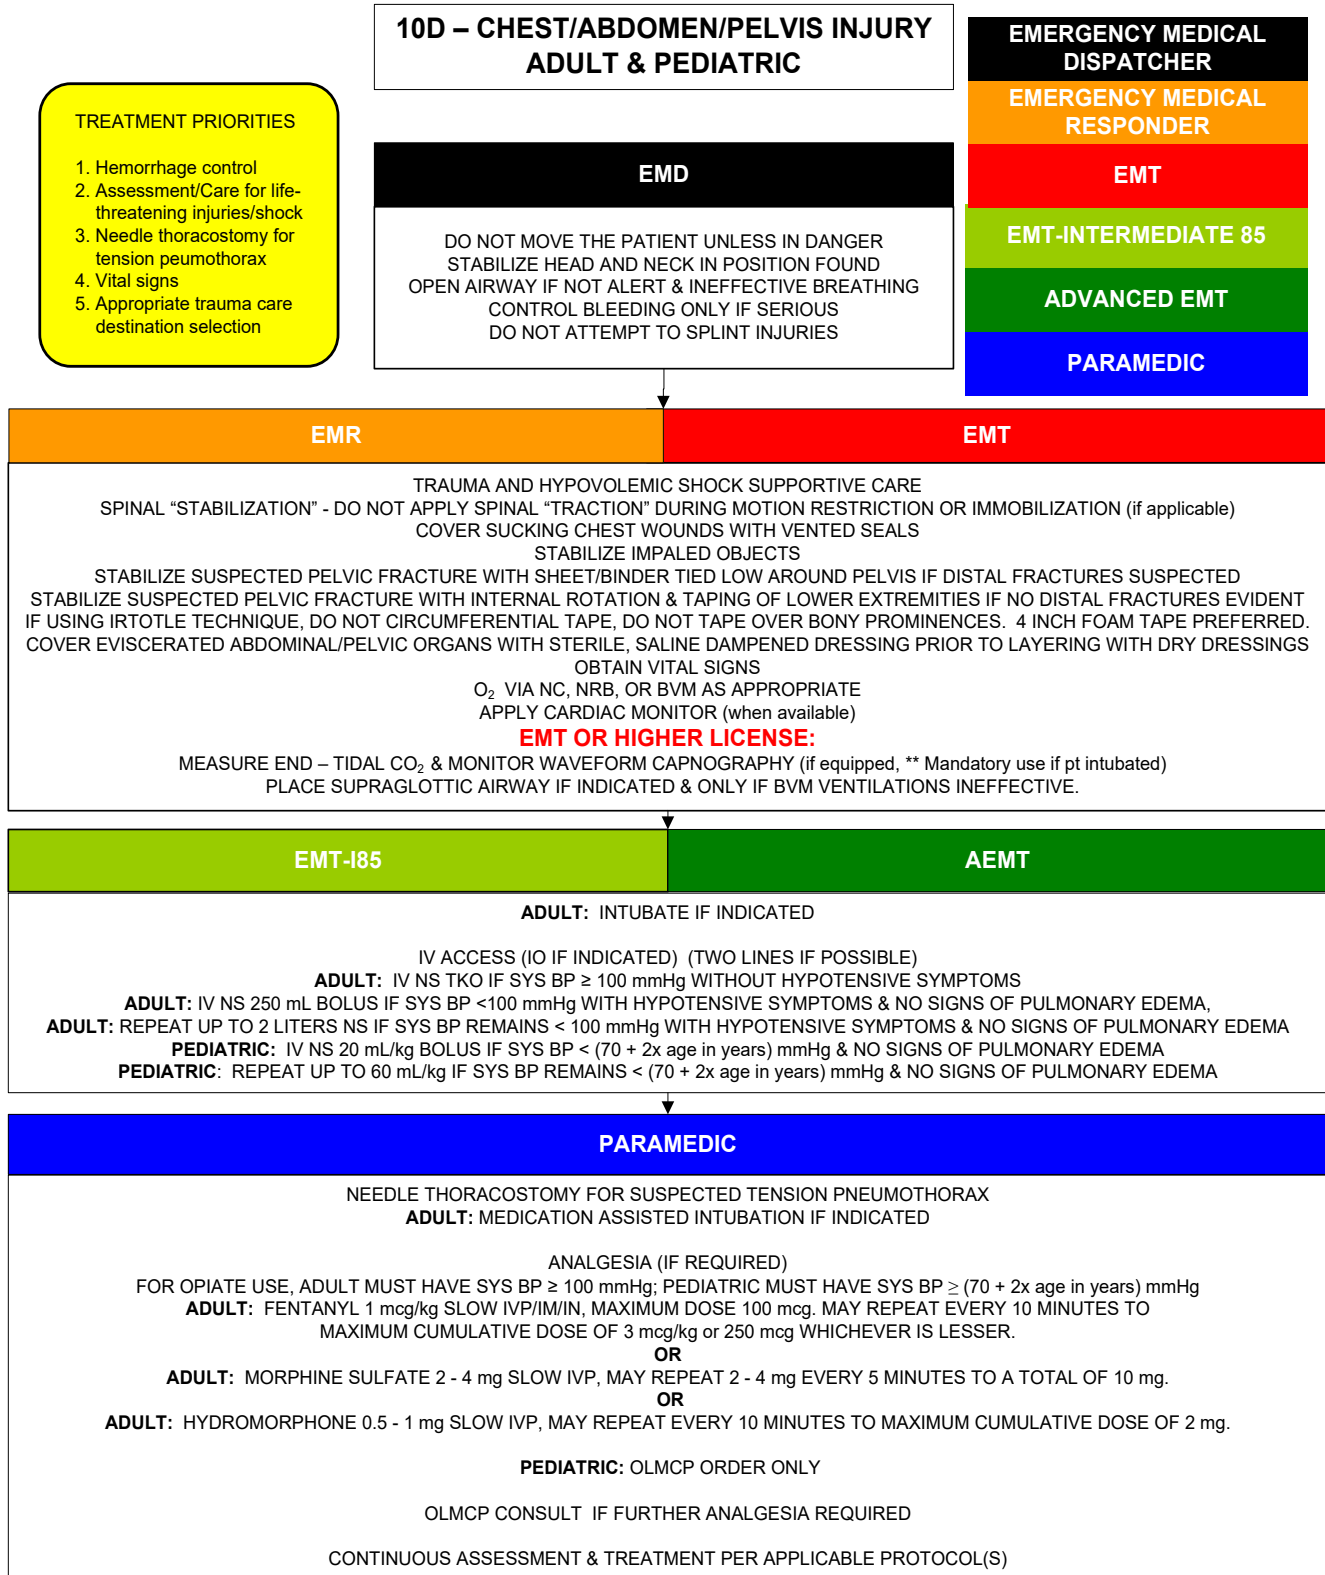 10D – CHEST/ABDOMEN/PELVIS INJURY
ADULT & PEDIATRIC
TREATMENT PRIORITIES
1. Hemorrhage control
2. Assessment/Care for life-
threatening injuries/shock
3. Needle thoracostomy for
tension peumothorax
4. Vital signs
5. Appropriate trauma care
destination selection
EMERGENCY MEDICAL
DISPATCHER
EMERGENCY MEDICAL
RESPONDER
EMT
EMT-INTERMEDIATE 85
ADVANCED EMT
PARAMEDIC
EMD
DO NOT MOVE THE PATIENT UNLESS IN DANGER
STABILIZE HEAD AND NECK IN POSITION FOUND
OPEN AIRWAY IF NOT ALERT & INEFFECTIVE BREATHING
CONTROL BLEEDING ONLY IF SERIOUS
DO NOT ATTEMPT TO SPLINT INJURIES
EMR
EMT
TRAUMA AND HYPOVOLEMIC SHOCK SUPPORTIVE CARE
SPINAL “STABILIZATION” - DO NOT APPLY SPINAL “TRACTION” DURING MOTION RESTRICTION OR IMMOBILIZATION (if applicable)
COVER SUCKING CHEST WOUNDS WITH VENTED SEALS
STABILIZE IMPALED OBJECTS
STABILIZE SUSPECTED PELVIC FRACTURE WITH SHEET/BINDER TIED LOW AROUND PELVIS IF DISTAL FRACTURES SUSPECTED
STABILIZE SUSPECTED PELVIC FRACTURE WITH INTERNAL ROTATION & TAPING OF LOWER EXTREMITIES IF NO DISTAL FRACTURES EVIDENT
IF USING IRTOTLE TECHNIQUE, DO NOT CIRCUMFERENTIAL TAPE, DO NOT TAPE OVER BONY PROMINENCES. 4 INCH FOAM TAPE PREFERRED.
COVER EVISCERATED ABDOMINAL/PELVIC ORGANS WITH STERILE, SALINE DAMPENED DRESSING PRIOR TO LAYERING WITH DRY DRESSINGS
OBTAIN VITAL SIGNS
O₂ VIA NC, NRB, OR BVM AS APPROPRIATE
APPLY CARDIAC MONITOR (when available)
EMT OR HIGHER LICENSE:
MEASURE END – TIDAL CO₂ & MONITOR WAVEFORM CAPNOGRAPHY (if equipped, ** Mandatory use if pt intubated)
PLACE SUPRAGLOTTIC AIRWAY IF INDICATED & ONLY IF BVM VENTILATIONS INEFFECTIVE.
EMT-I85
AEMT
ADULT: INTUBATE IF INDICATED
IV ACCESS (IO IF INDICATED) (TWO LINES IF POSSIBLE)
ADULT: IV NS TKO IF SYS BP ≥ 100 mmHg WITHOUT HYPOTENSIVE SYMPTOMS
ADULT: IV NS 250 mL BOLUS IF SYS BP <100 mmHg WITH HYPOTENSIVE SYMPTOMS & NO SIGNS OF PULMONARY EDEMA,
ADULT: REPEAT UP TO 2 LITERS NS IF SYS BP REMAINS < 100 mmHg WITH HYPOTENSIVE SYMPTOMS & NO SIGNS OF PULMONARY EDEMA
PEDIATRIC: IV NS 20 mL/kg BOLUS IF SYS BP < (70 + 2x age in years) mmHg & NO SIGNS OF PULMONARY EDEMA
PEDIATRIC: REPEAT UP TO 60 mL/kg IF SYS BP REMAINS < (70 + 2x age in years) mmHg & NO SIGNS OF PULMONARY EDEMA
PARAMEDIC
NEEDLE THORACOSTOMY FOR SUSPECTED TENSION PNEUMOTHORAX
ADULT: MEDICATION ASSISTED INTUBATION IF INDICATED
ANALGESIA (IF REQUIRED)
FOR OPIATE USE, ADULT MUST HAVE SYS BP ≥ 100 mmHg; PEDIATRIC MUST HAVE SYS BP ≥ (70 + 2x age in years) mmHg
ADULT: FENTANYL 1 mcg/kg SLOW IVP/IM/IN, MAXIMUM DOSE 100 mcg. MAY REPEAT EVERY 10 MINUTES TO
MAXIMUM CUMULATIVE DOSE OF 3 mcg/kg or 250 mcg WHICHEVER IS LESSER.
OR
ADULT: MORPHINE SULFATE 2 - 4 mg SLOW IVP, MAY REPEAT 2 - 4 mg EVERY 5 MINUTES TO A TOTAL OF 10 mg.
OR
ADULT: HYDROMORPHONE 0.5 - 1 mg SLOW IVP, MAY REPEAT EVERY 10 MINUTES TO MAXIMUM CUMULATIVE DOSE OF 2 mg.
PEDIATRIC: OLMCP ORDER ONLY
OLMCP CONSULT IF FURTHER ANALGESIA REQUIRED
CONTINUOUS ASSESSMENT & TREATMENT PER APPLICABLE PROTOCOL(S)